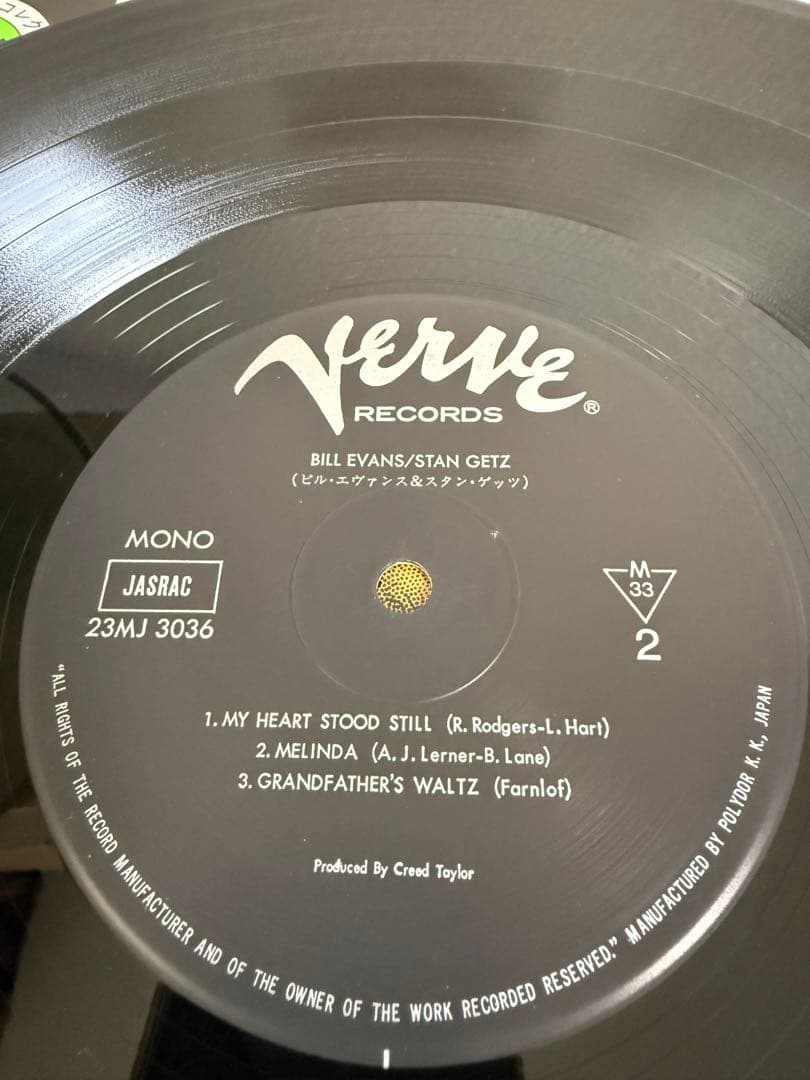 コレク
Verve
RECORDS ®
BILL EVANS/STAN GETZ
(ビル・エヴァンス&スタン・ゲッツ)
MONO
JASRAC
23MJ 3036
M
33
2
1. MY HEART STOOD STILL (R. Rodgers-L. Hart)
2. MELINDA (A. J. Lerner-B. Lane)
3. GRANDFATHER'S WALTZ (Farnlof)
Produced By Creed Taylor
"ALL RIGHTS OF THE RECORD MANUFACTURER AND OF THE OWNER OF THE WORK RECORDED RESERVED." MANUFACTURED BY POLYDOR K. K., JAPAN